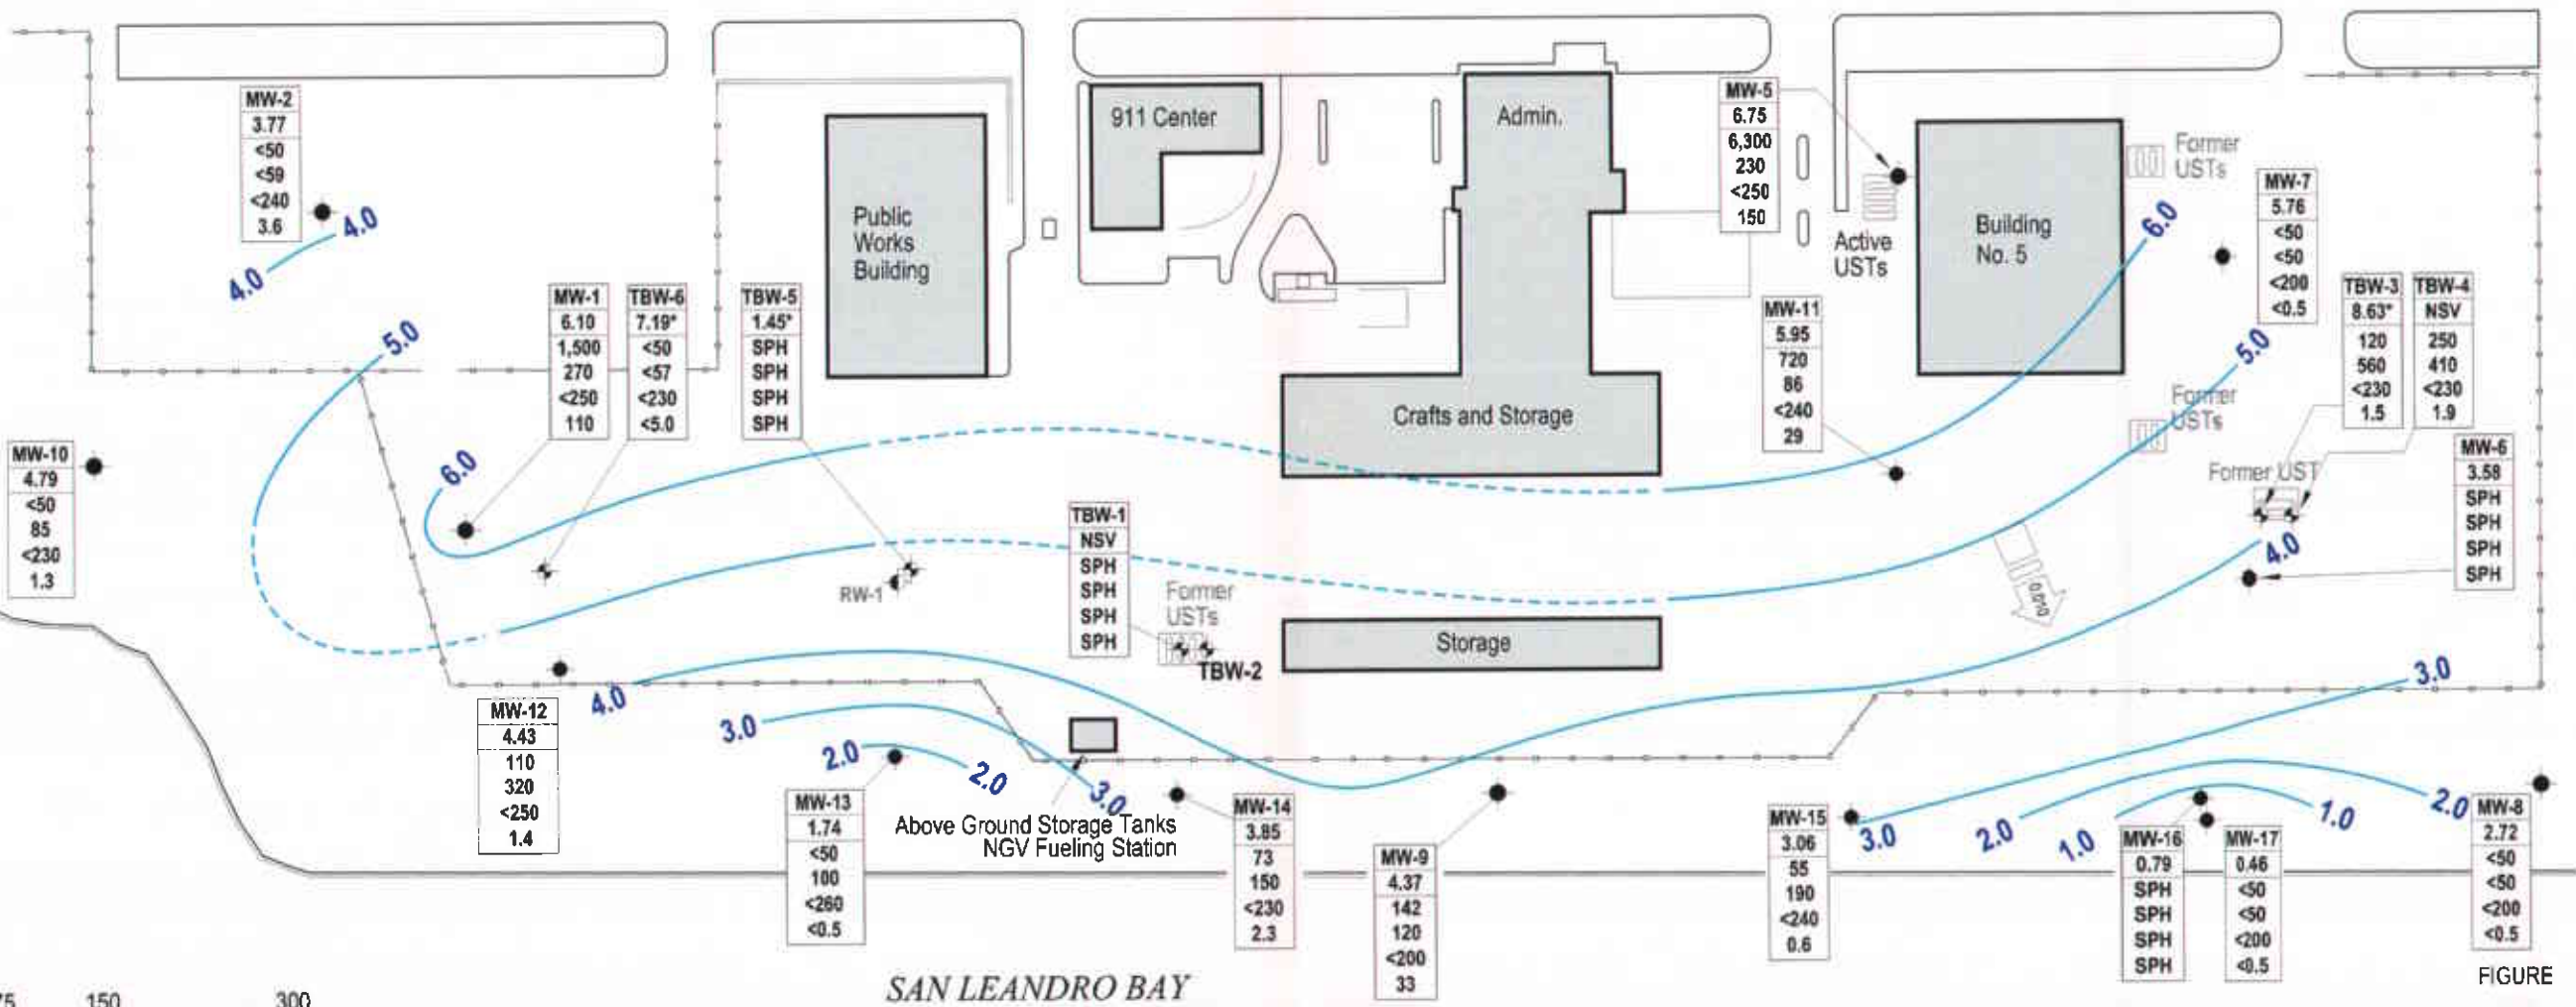 MW-2
3.77
<50
<59
<240
3.6
4.0
4.0
5.0
MW-10
4.79
<50
85
<230
1.3
6.0
MW-1
6.10
1,500
270
<250
110
TBW-6
7.19*
<50
<57
<230
<5.0
TBW-5
1.45*
SPH
SPH
SPH
SPH
Public
Works
Building
911 Center
Admin.
Crafts and Storage
MW-5
6.75
6,300
230
<250
150
Active
USTs
Building
No. 5
Former
USTs
6.0
MW-7
5.76
<50
<50
<200
<0.5
MW-11
5.95
720
86
<240
29
5.0
Former
USTs
TBW-3
8.63*
120
560
<230
1.5
TBW-4
NSV
250
410
<230
1.9
Former UST
MW-6
3.58
SPH
SPH
SPH
SPH
4.0
0.010
RW-1
TBW-1
NSV
SPH
SPH
SPH
SPH
Former
USTs
TBW-2
Storage
MW-12
4.43
110
320
<250
1.4
4.0
3.0
2.0
2.0
3.0
MW-13
1.74
<50
100
<260
<0.5
Above Ground Storage Tanks
NGV Fueling Station
MW-14
3.85
73
150
<230
2.3
MW-9
4.37
142
120
<200
33
MW-15
3.06
55
190
<240
0.6
3.0
3.0
2.0
2.0
1.0
1.0
MW-16
0.79
SPH
SPH
SPH
SPH
MW-17
0.46
<50
<50
<200
<0.5
MW-8
2.72
<50
<50
<200
<0.5
FIGURE
SAN LEANDRO BAY
75
150
300